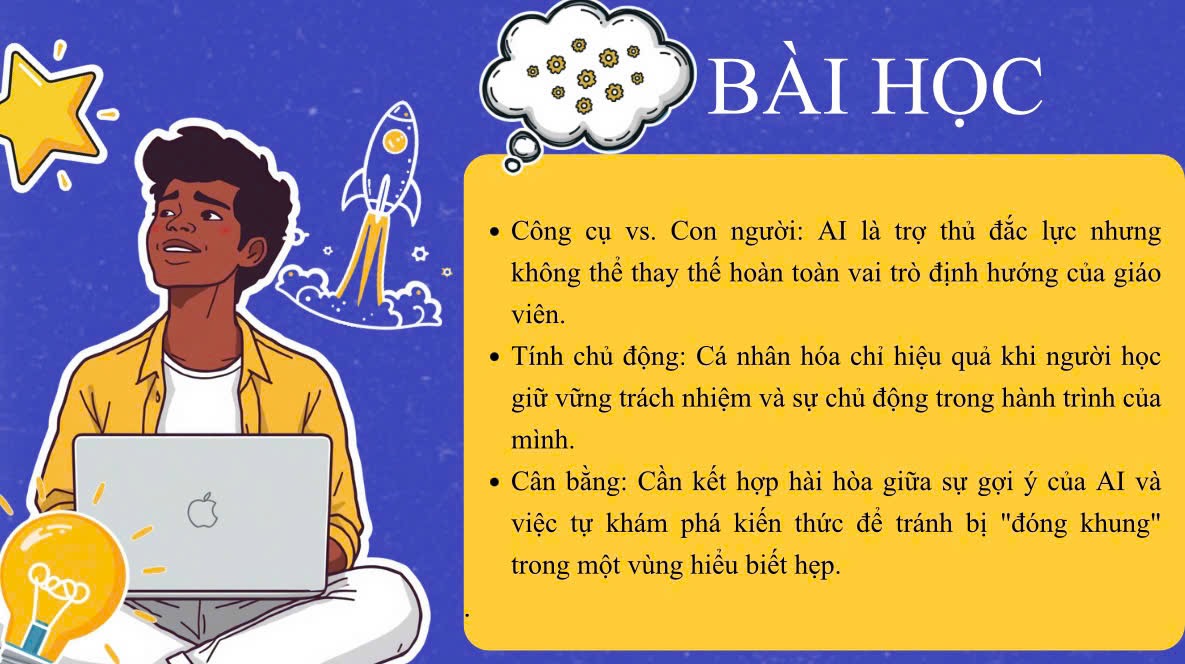 BÀI HỌC
• Công cụ vs. Con người: AI là trợ thủ đắc lực nhưng
không thể thay thế hoàn toàn vai trò định hướng của giáo
viên.
• Tính chủ động: Cá nhân hóa chỉ hiệu quả khi người học
giữ vững trách nhiệm và sự chủ động trong hành trình của
mình.
• Cân bằng: Cần kết hợp hài hòa giữa sự gợi ý của AI và
việc tự khám phá kiến thức để tránh bị "đóng khung"
trong một vùng hiểu biết hẹp.
.